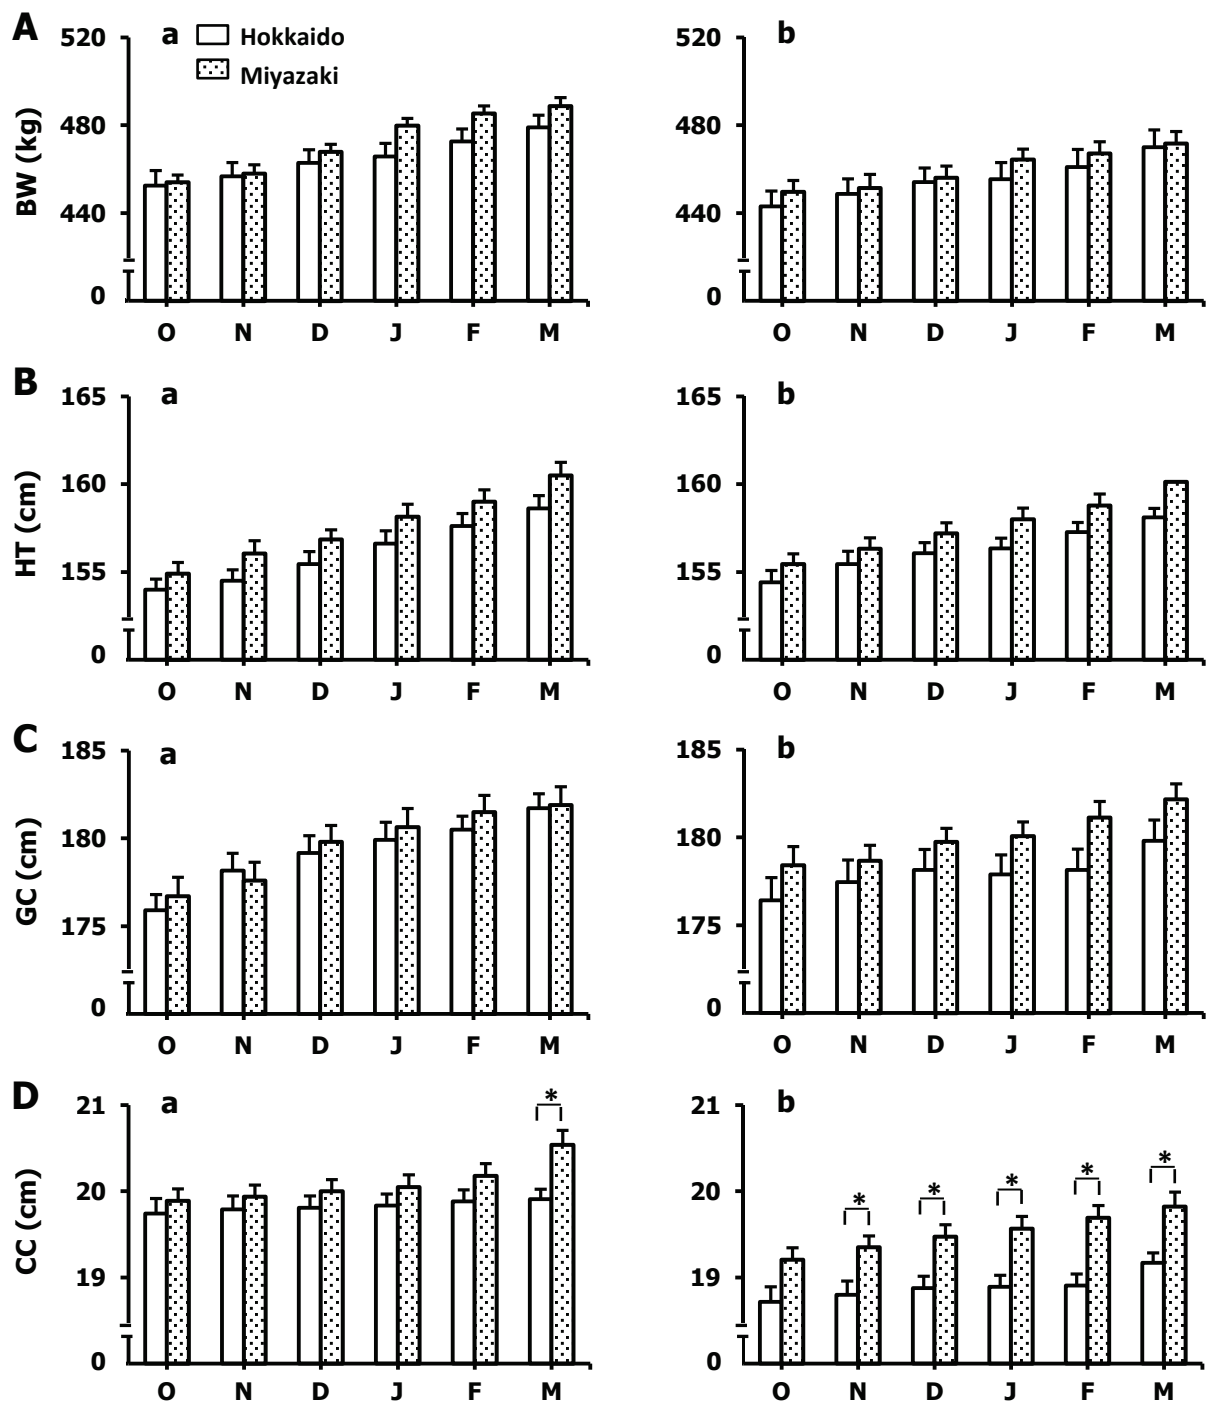 A
a
Hokkaido
Miyazaki
b
BW (kg)
520
480
440
0
O N D J F M
520
480
440
0
O N D J F M
B
a
b
HT (cm)
165
160
155
0
O N D J F M
165
160
155
0
O N D J F M
C
a
b
GC (cm)
185
180
175
0
O N D J F M
185
180
175
0
O N D J F M
D
a
b
CC (cm)
21
20
19
0
*
O N D J F M
21
20
19
0
* * * * *
O N D J F M